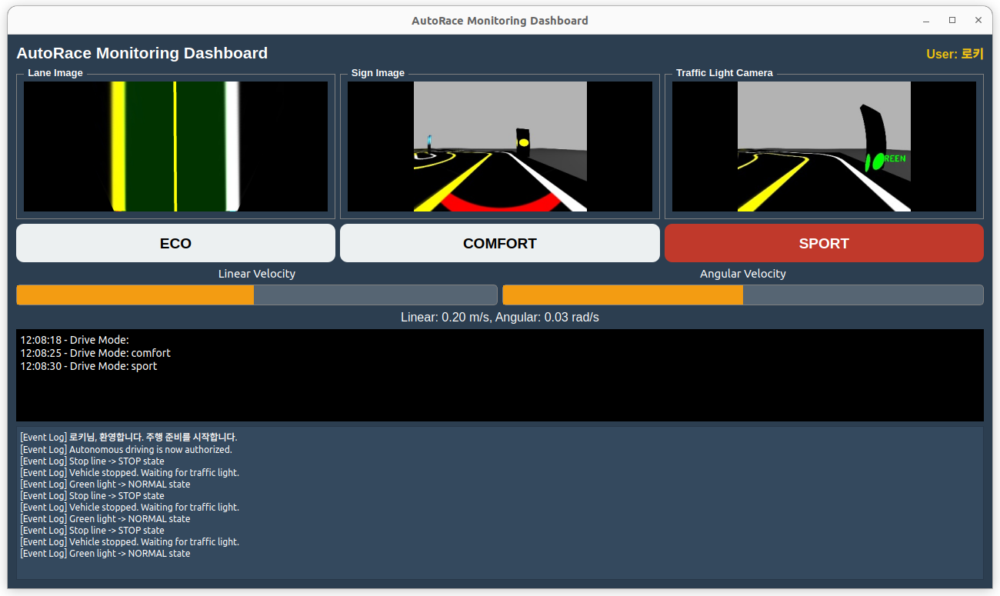 AutoRace Monitoring Dashboard
AutoRace Monitoring Dashboard
User: 로키
Lane Image
Sign Image
Traffic Light Camera
GREEN
ECO
COMFORT
SPORT
Linear Velocity
Angular Velocity
Linear: 0.20 m/s, Angular: 0.03 rad/s
12:08:18 - Drive Mode:
12:08:25 - Drive Mode: comfort
12:08:30 - Drive Mode: sport
[Event Log] 로키님, 환영합니다. 주행 준비를 시작합니다.
[Event Log] Autonomous driving is now authorized.
[Event Log] Stop line -> STOP state
[Event Log] Vehicle stopped. Waiting for traffic light.
[Event Log] Green light -> NORMAL state
[Event Log] Stop line -> STOP state
[Event Log] Vehicle stopped. Waiting for traffic light.
[Event Log] Green light -> NORMAL state
[Event Log] Stop line -> STOP state
[Event Log] Vehicle stopped. Waiting for traffic light.
[Event Log] Green light -> NORMAL state